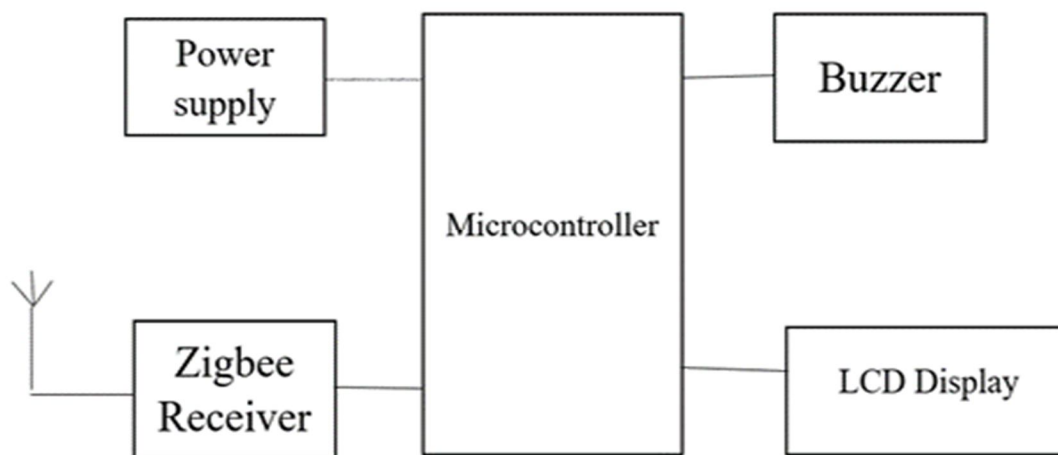 Power
supply
Buzzer
Microcontroller
Zigbee
Receiver
LCD Display